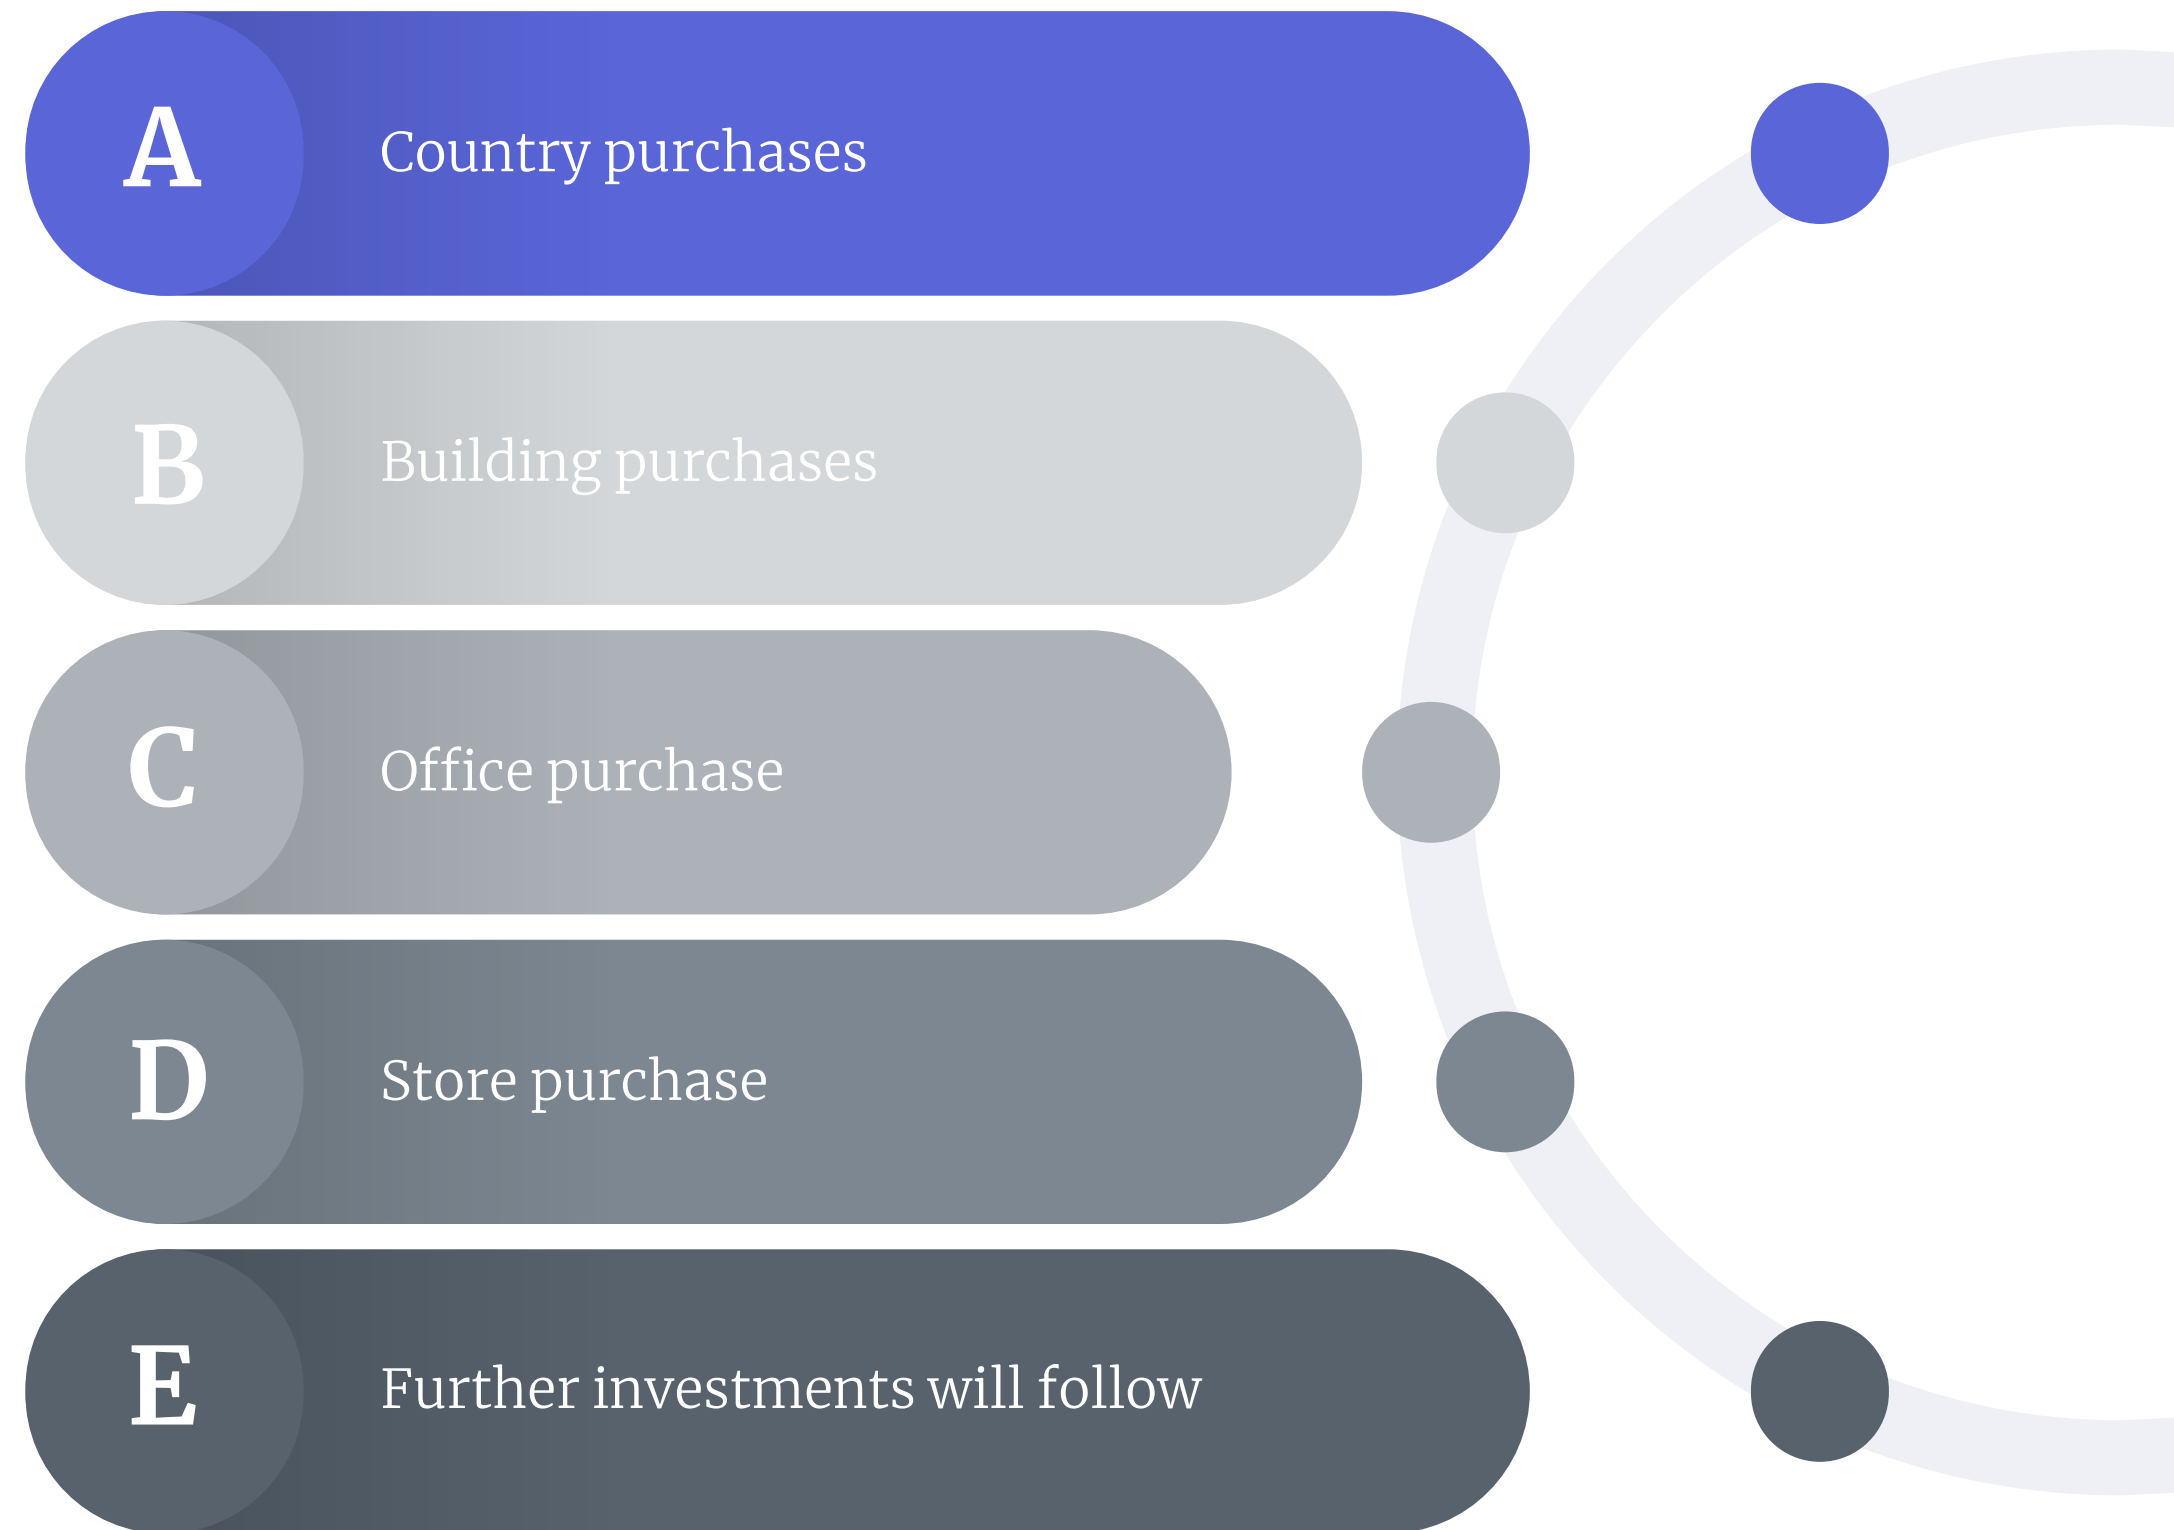 A
Country purchases
B
Building purchases
C
Office purchase
D
Store purchase
E
Further investments will follow